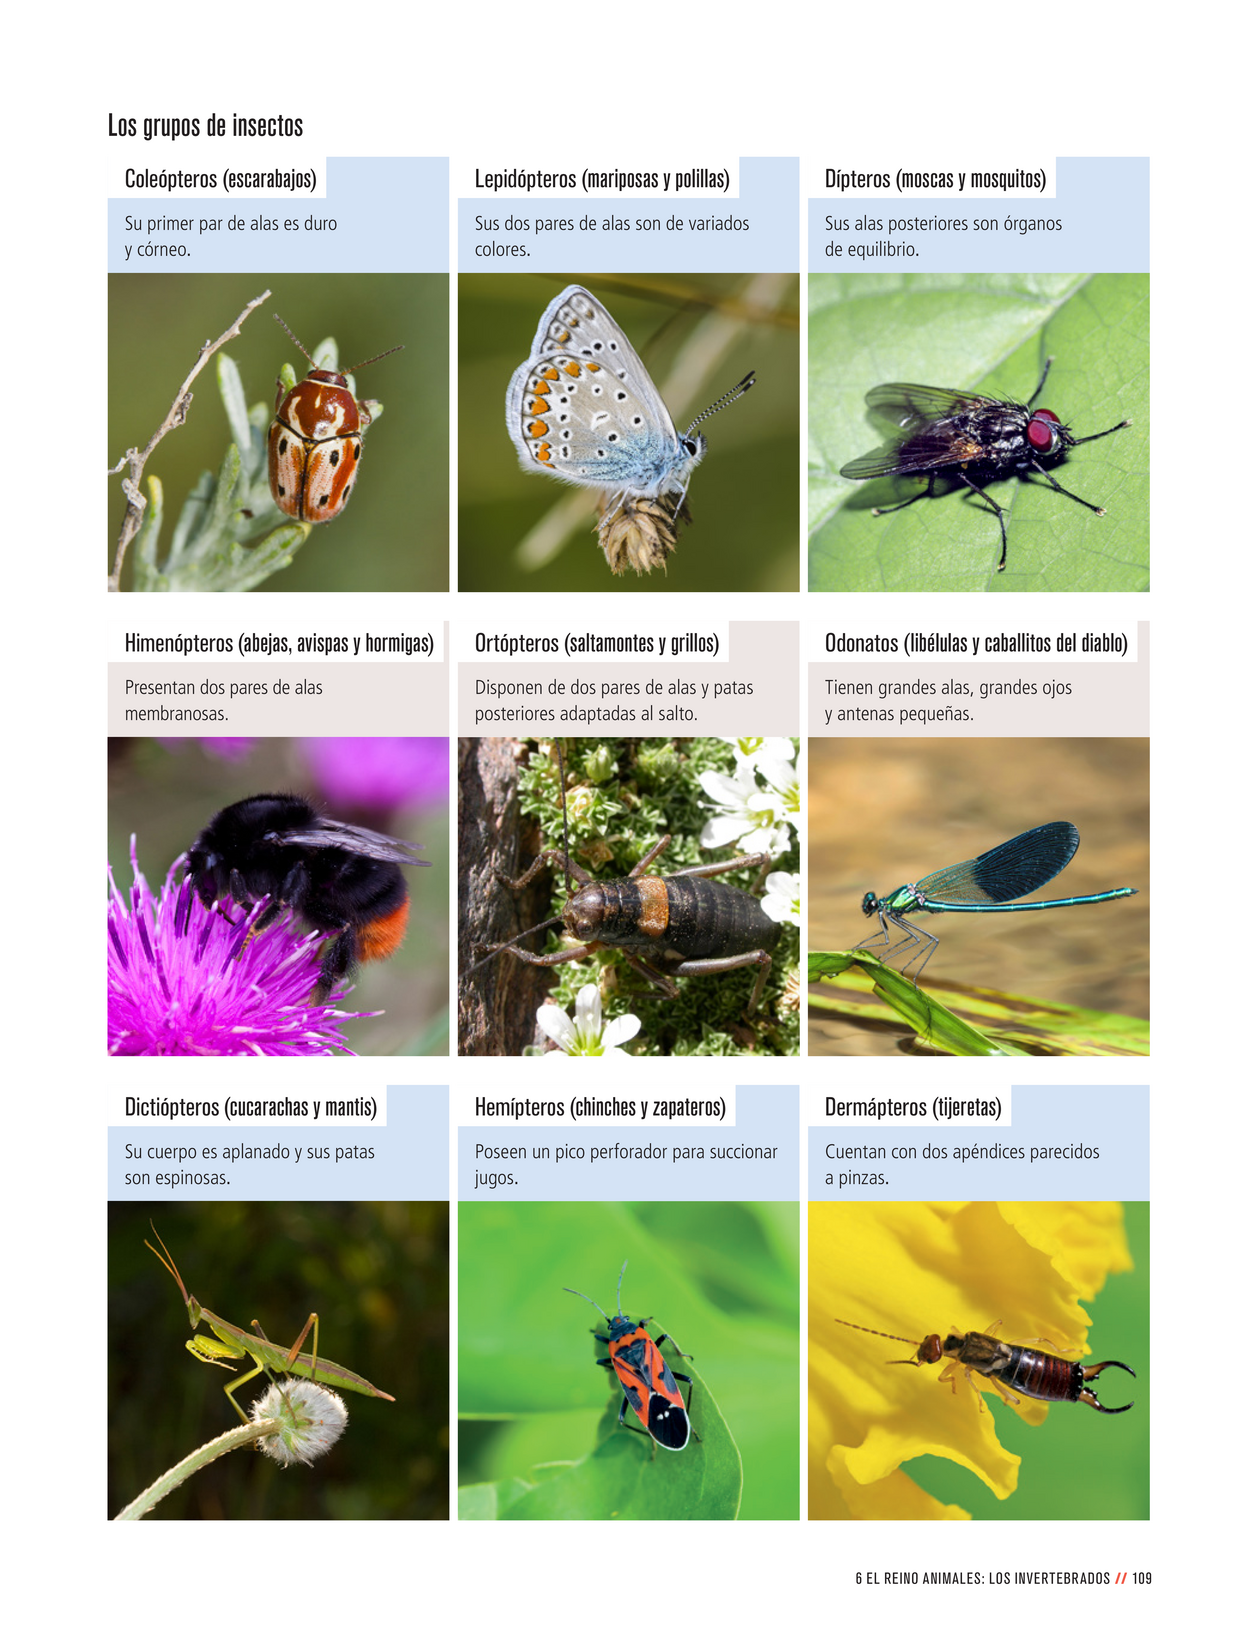 Los grupos de insectos
Coleópteros (escarabajos)
Su primer par de alas es duro
y córneo.
Lepidópteros (mariposas y polillas)
Sus dos pares de alas son de variados
colores.
Dípteros (moscas y mosquitos)
Sus alas posteriores son órganos
de equilibrio.
Himenópteros (abejas, avispas y hormigas)
Presentan dos pares de alas
membranosas.
Ortópteros (saltamontes y grillos)
Disponen de dos pares de alas y patas
posteriores adaptadas al salto.
Odonatos (libélulas y caballitos del diablo)
Tienen grandes alas, grandes ojos
y antenas pequeñas.
Dictiópteros (cucarachas y mantis)
Su cuerpo es aplanado y sus patas
son espinosas.
Hemípteros (chinches y zapateros)
Poseen un pico perforador para succionar
jugos.
Dermápteros (tijeretas)
Cuentan con dos apéndices parecidos
a pinzas.
6 EL REINO ANIMALES: LOS INVERTEBRADOS // 109